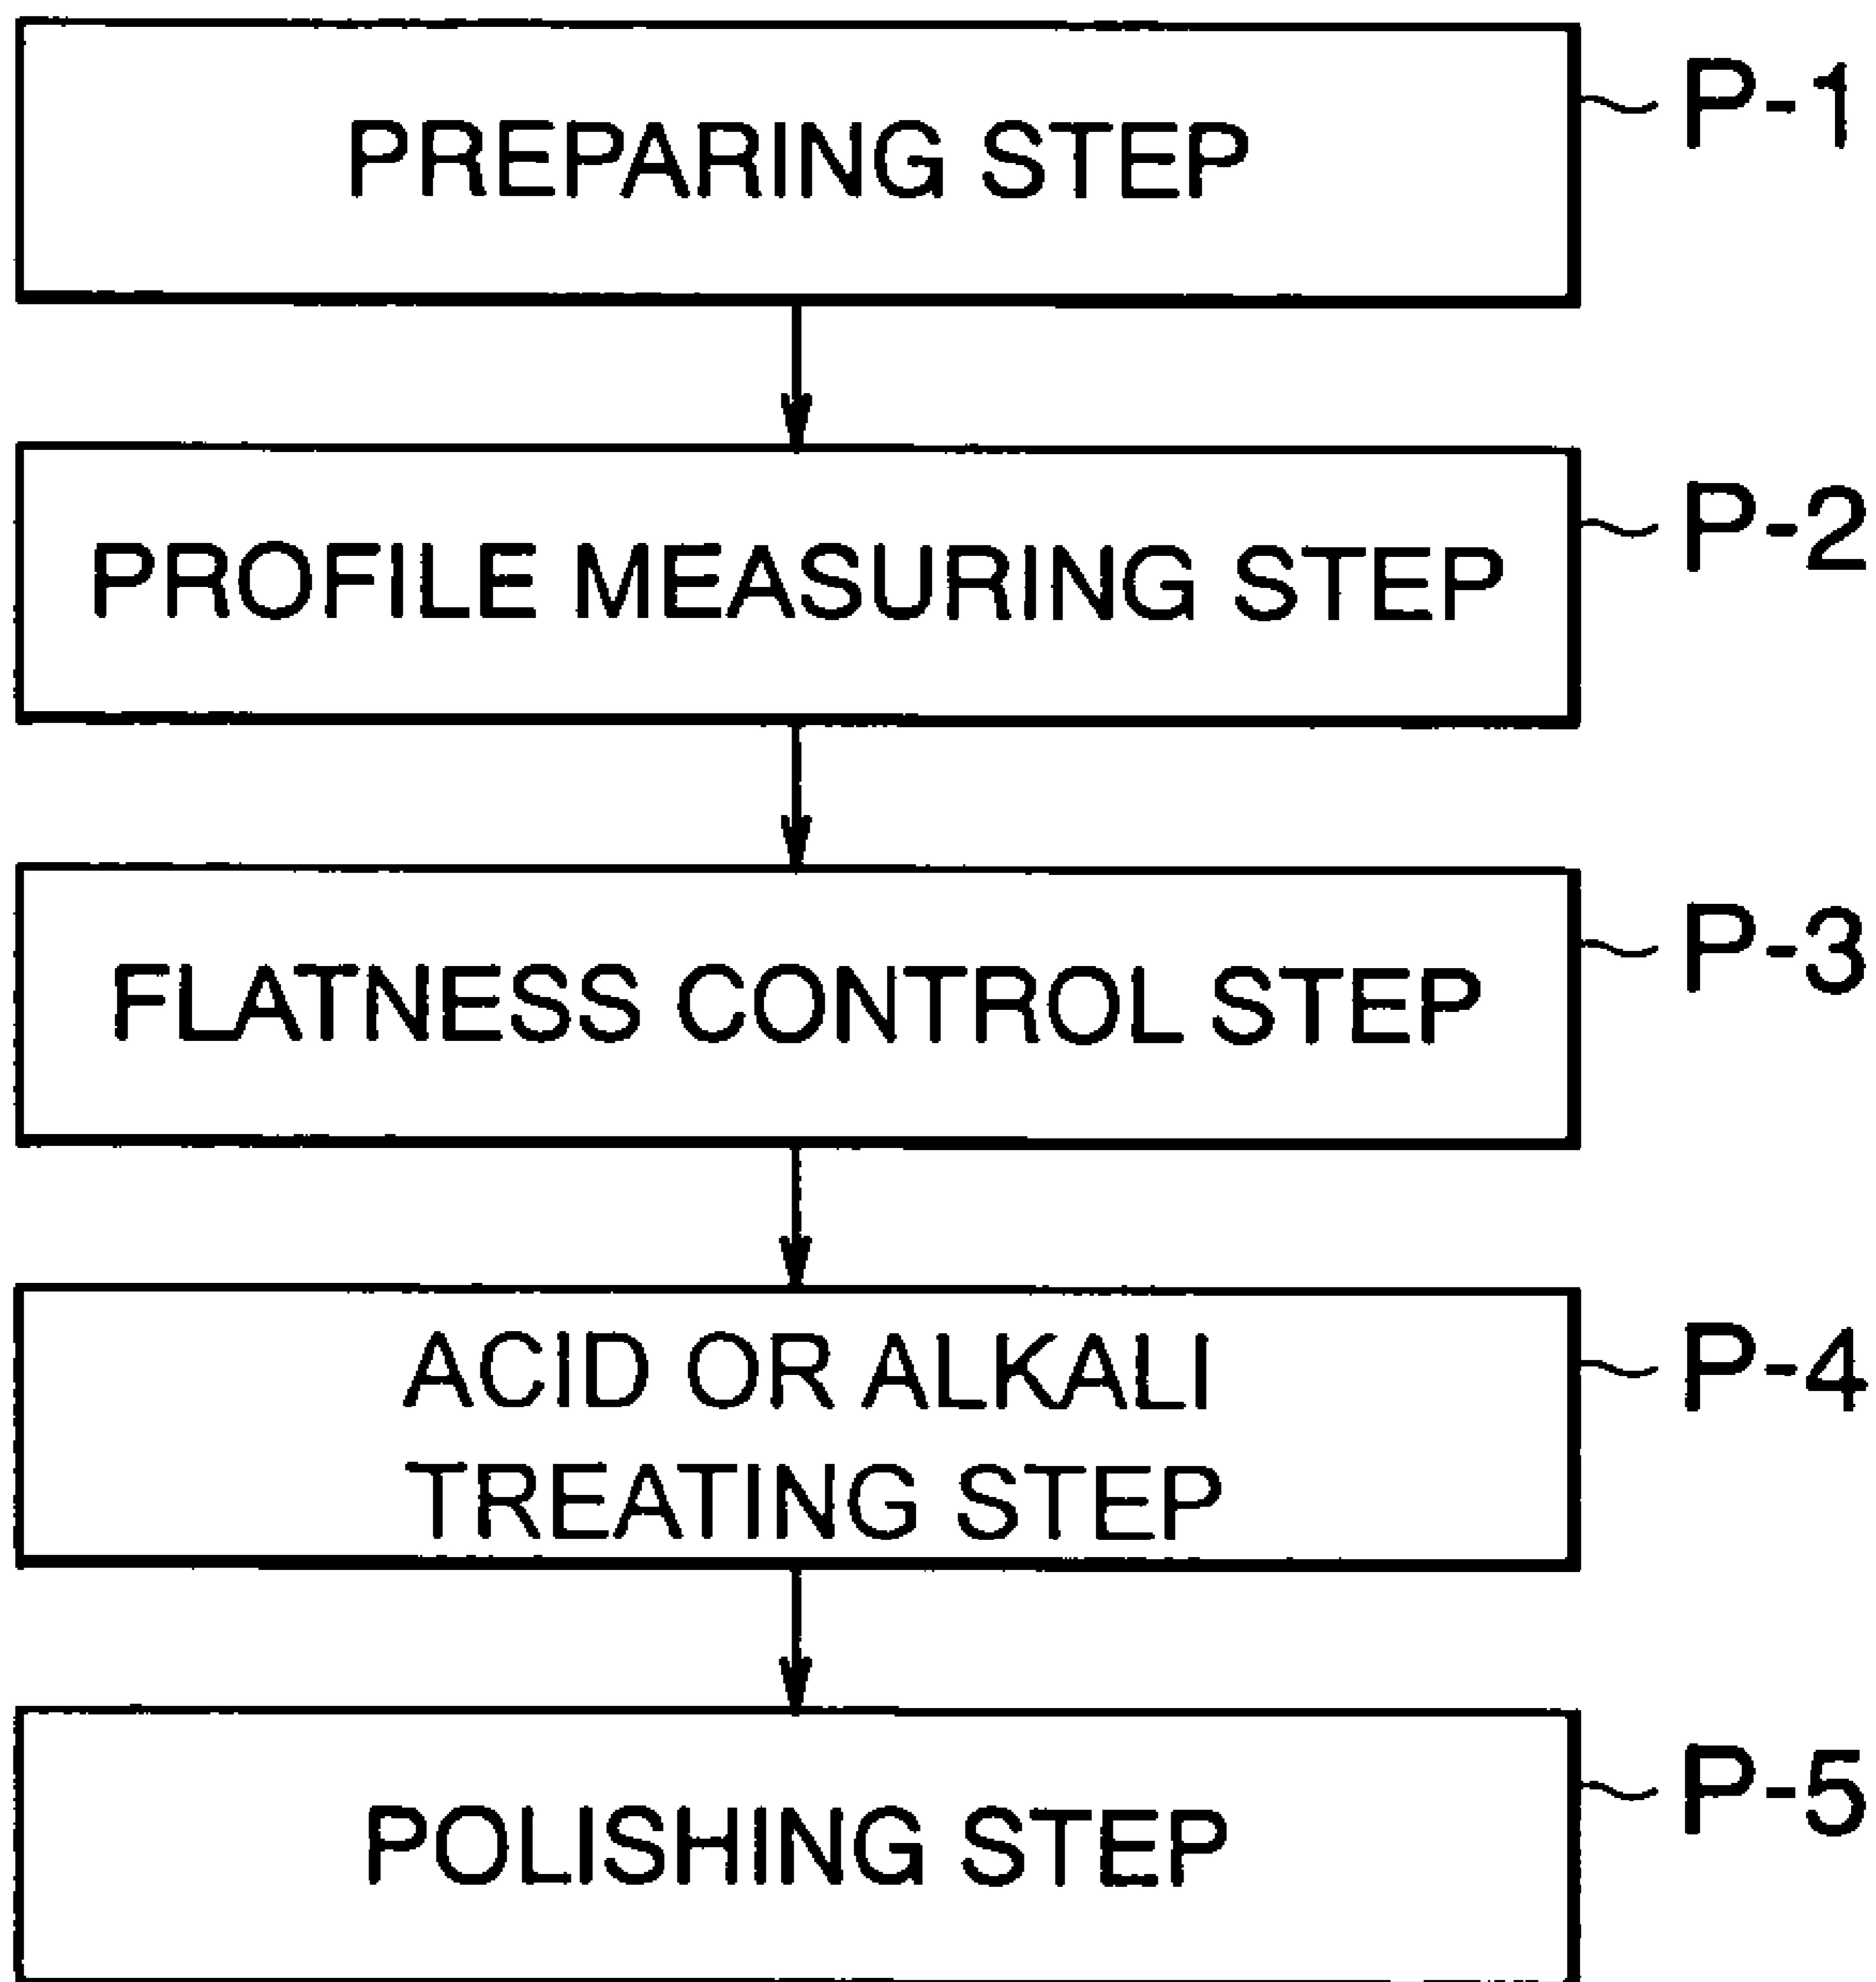 PREPARING STEP
P-1
PROFILE MEASURING STEP
P-2
FLATNESS CONTROL STEP
P-3
ACID OR ALKALI
TREATING STEP
P-4
POLISHING STEP
P-5